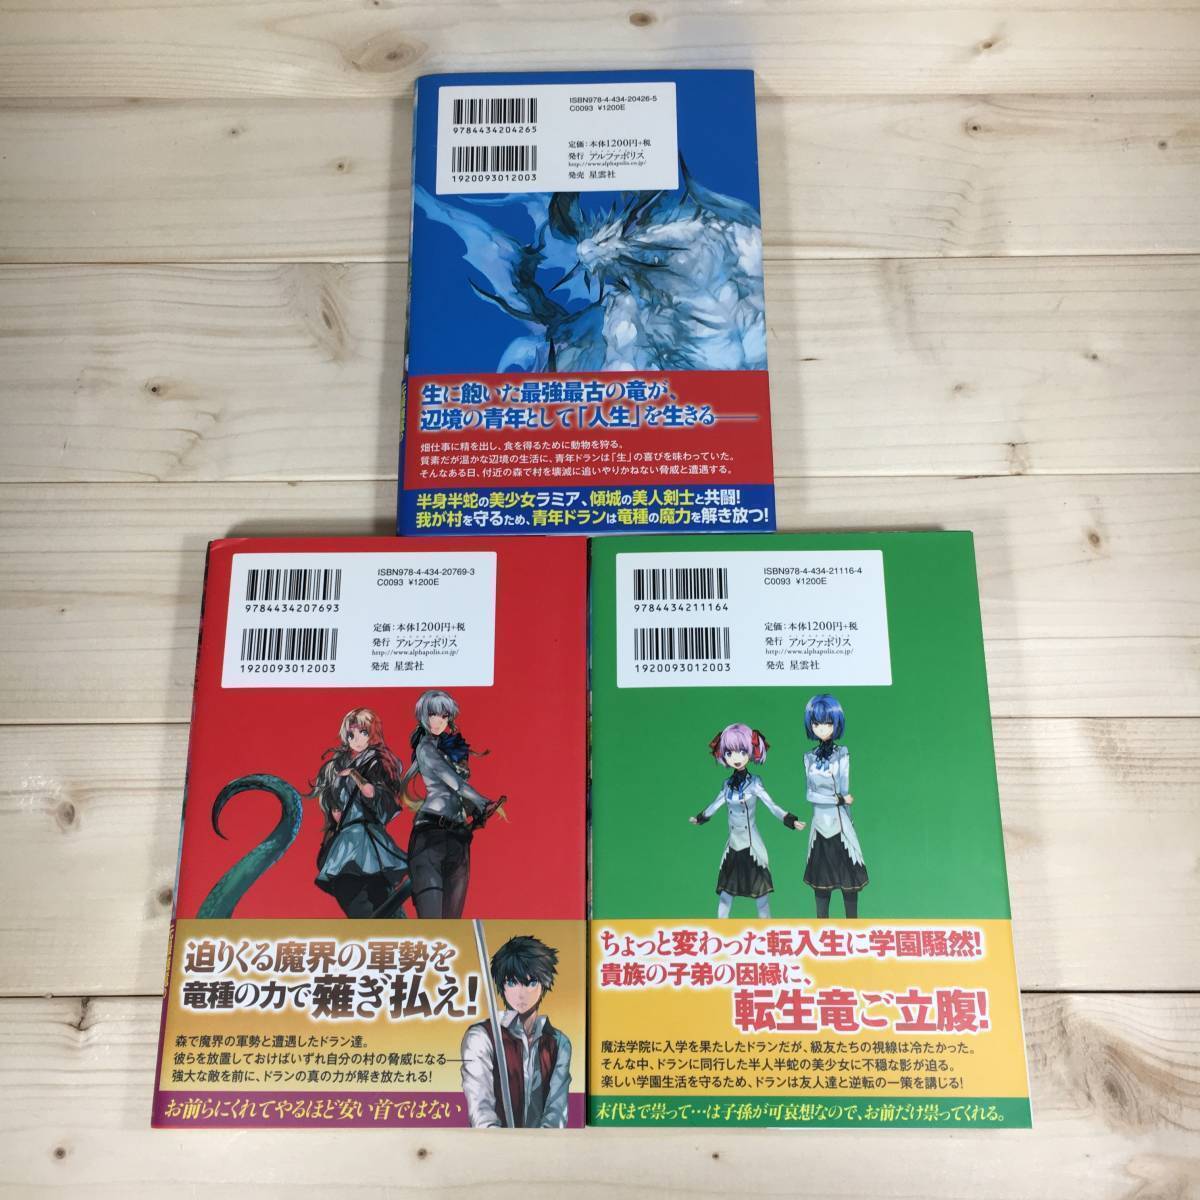 ISBN978-4-434-20426-5
C0093 ¥1200E
9784434204265
定価:本体1200円+税
発行 アルファポリス
http://www.alphapolis.co.jp/
1920093012003
発売 星雲社
生に飽いた最強最古の竜が、
辺境の青年として「人生」を生きる――
畑仕事に精を出し、食を得るために動物を狩る。
質素だが温かな辺境の生活に、青年ドランは「生」の喜びを味わっていた。
そんなある日、付近の森で村を壊滅に追いやりかねない脅威と遭遇する。
半身半蛇の美少女ラミア、傾城の美人剣士と共闘!
我が村を守るため、青年ドランは竜種の魔力を解き放つ!
ISBN978-4-434-20769-3
C0093 ¥1200E
9784434207693
定価:本体1200円+税
発行 アルファポリス
http://www.alphapolis.co.jp/
1920093012003
発売 星雲社
迫りくる魔界の軍勢を
竜種の力で薙ぎ払え!
森で魔界の軍勢と遭遇したドラン達。
彼らを放置しておけばいずれ自分の村の脅威になる――
強大な敵を前に、ドランの真の力が解き放たれる!
お前らにくれてやるほど安い首ではない
ISBN978-4-434-21116-4
C0093 ¥1200E
9784434211164
定価:本体1200円+税
発行 アルファポリス
http://www.alphapolis.co.jp/
1920093012003
発売 星雲社
ちょっと変わった転入生に学園騒然!
貴族の子弟の因縁に、
転生竜ご立腹!
魔法学院に入学を果たしたドランだが、級友たちの視線は冷たかった。
そんな中、ドランに同行した半人半蛇の美少女に不穏な影が迫る。
楽しい学園生活を守るため、ドランは友人達と逆転の一策を講じる!
末代まで祟って…は子孫が可哀想なので、お前だけ祟ってくれる。